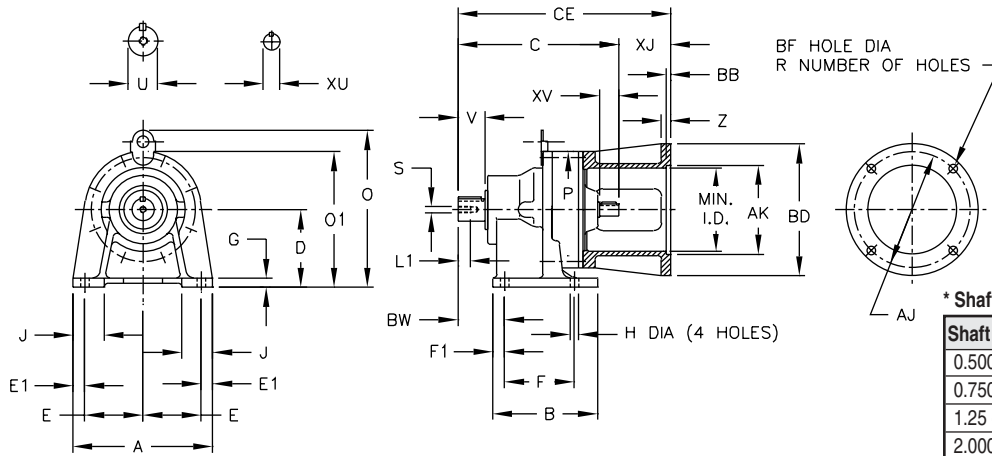 CE
C
XJ
BB
BF HOLE DIA
R NUMBER OF HOLES
U
XU
XV
V
Z
S
P
O
O1
G
D
MIN.
I.D.
AK
BD
L1
BW
H DIA (4 HOLES)
AJ
J
J
F1
E1
E1
F
E
E
B
A
* Shaf
Shaft
0.500
0.750
1.25
2.000